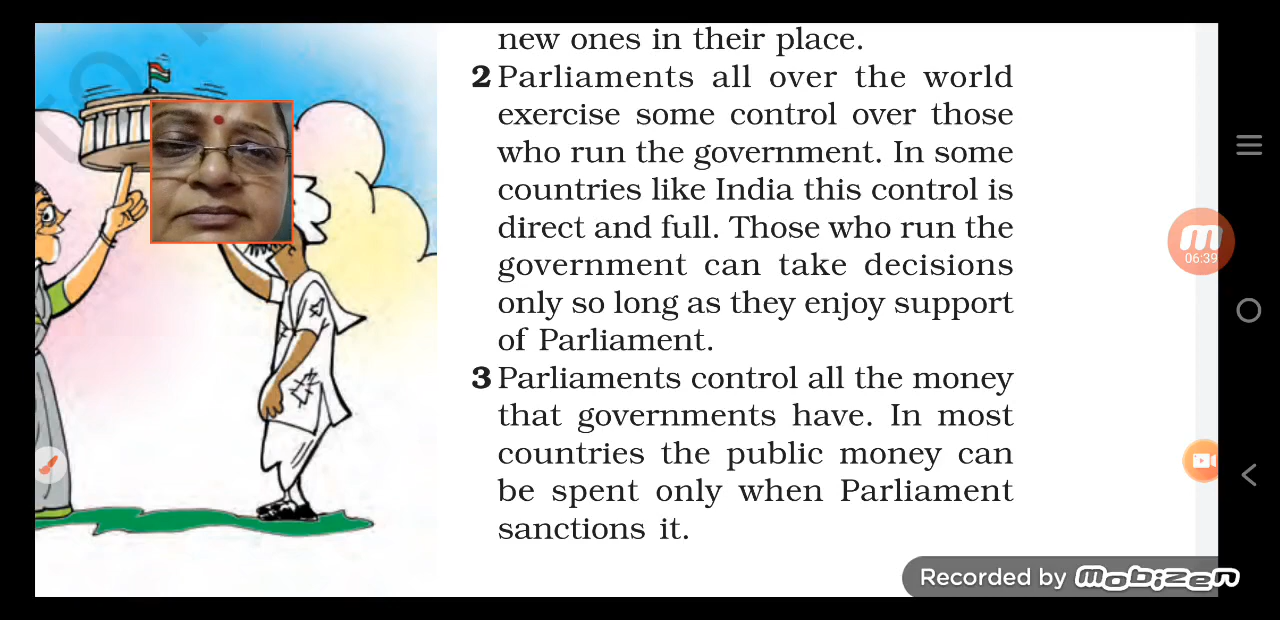 new ones in their place.
2 Parliaments all over the world
exercise some control over those
who run the government. In some
countries like India this control is
direct and full. Those who run the
government can take decisions
only so long as they enjoy support
of Parliament.
3 Parliaments control all the money
that governments have. In most
countries the public money can
be spent only when Parliament
sanctions it.
06:39
Recorded by Mobizen